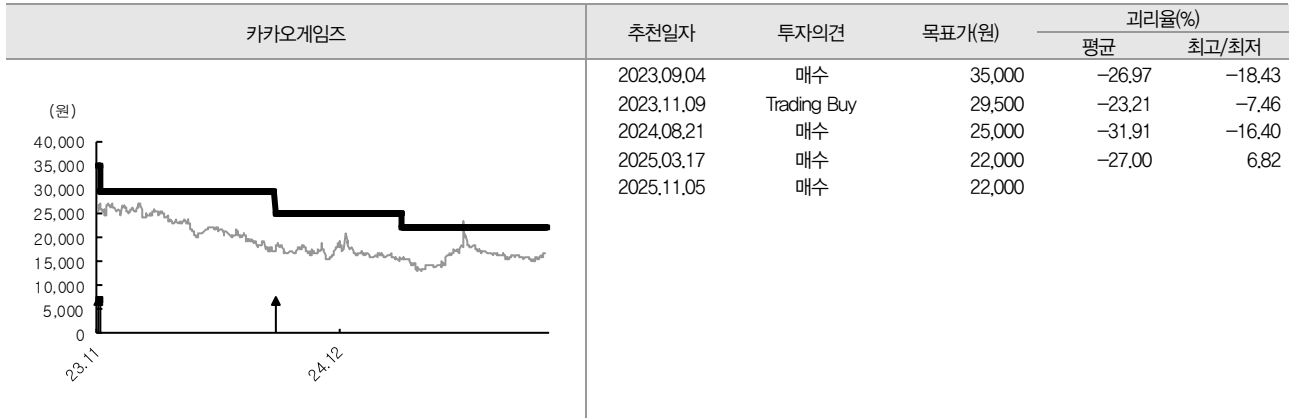 카카오게임즈
추천일자 투자의견 목표가(원) 괴리율(%)
평균 최고/최저
2023.09.04 매수 35,000 -26.97 -18.43
2023.11.09 Trading Buy 29,500 -23.21 -7.46
2024.08.21 매수 25,000 -31.91 -16.40
2025.03.17 매수 22,000 -27.00 6.82
2025.11.05 매수 22,000
(원)
40,000
35,000
30,000
25,000
20,000
15,000
10,000
5,000
0
23.11
24.12